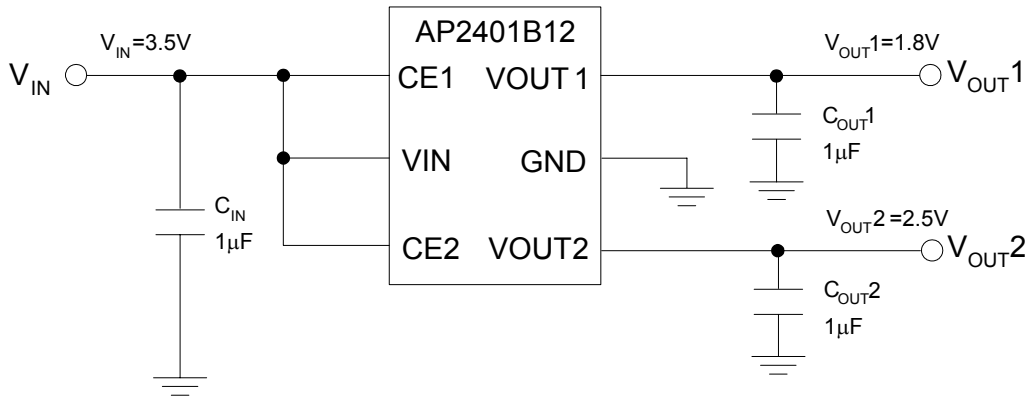 AP2401B12
V_IN=3.5V
V_IN
CE1
VOUT 1
V_OUT1=1.8V
V_OUT1
C_OUT1
1μF
VIN
GND
C_IN
1μF
CE2
VOUT2
V_OUT2 =2.5V
V_OUT2
C_OUT2
1μF